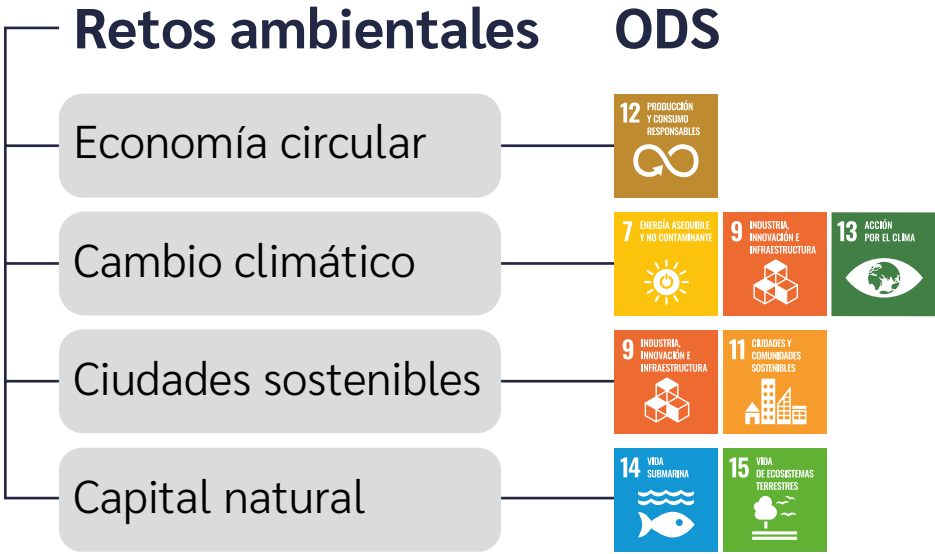 Retos ambientales ODS
Economía circular
12 PRODUCCIÓN
Y CONSUMO
RESPONSABLES
Cambio climático
7 ENERGÍA ASEQUIBLE
Y NO CONTAMINANTE
9 INDUSTRIA,
INNOVACIÓN E
INFRAESTRUCTURA
13 ACCIÓN
POR EL CLIMA
Ciudades sostenibles
9 INDUSTRIA,
INNOVACIÓN E
INFRAESTRUCTURA
11 CIUDADES Y
COMUNIDADES
SOSTENIBLES
Capital natural
14 VIDA
SUBMARINA
15 VIDA
DE ECOSISTEMAS
TERRESTRES